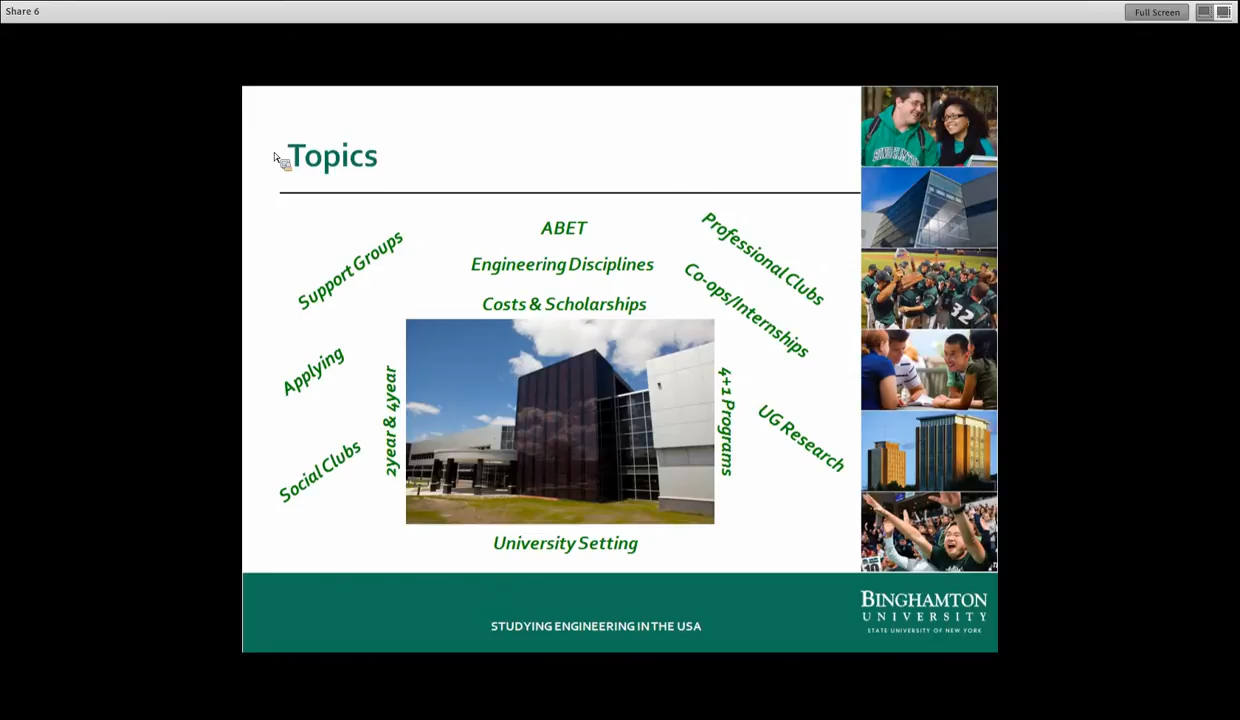 Share 6
Full Screen
Topics
ABET
Engineering Disciplines
Costs & Scholarships
Support Groups
Applying
Social Clubs
2year & 4year
Professional Clubs
Co-ops/Internships
4+1 Programs
UG Research
University Setting
BINGHAMTON
32
STUDYING ENGINEERING IN THE USA
BINGHAMTON
UNIVERSITY
STATE UNIVERSITY OF NEW YORK